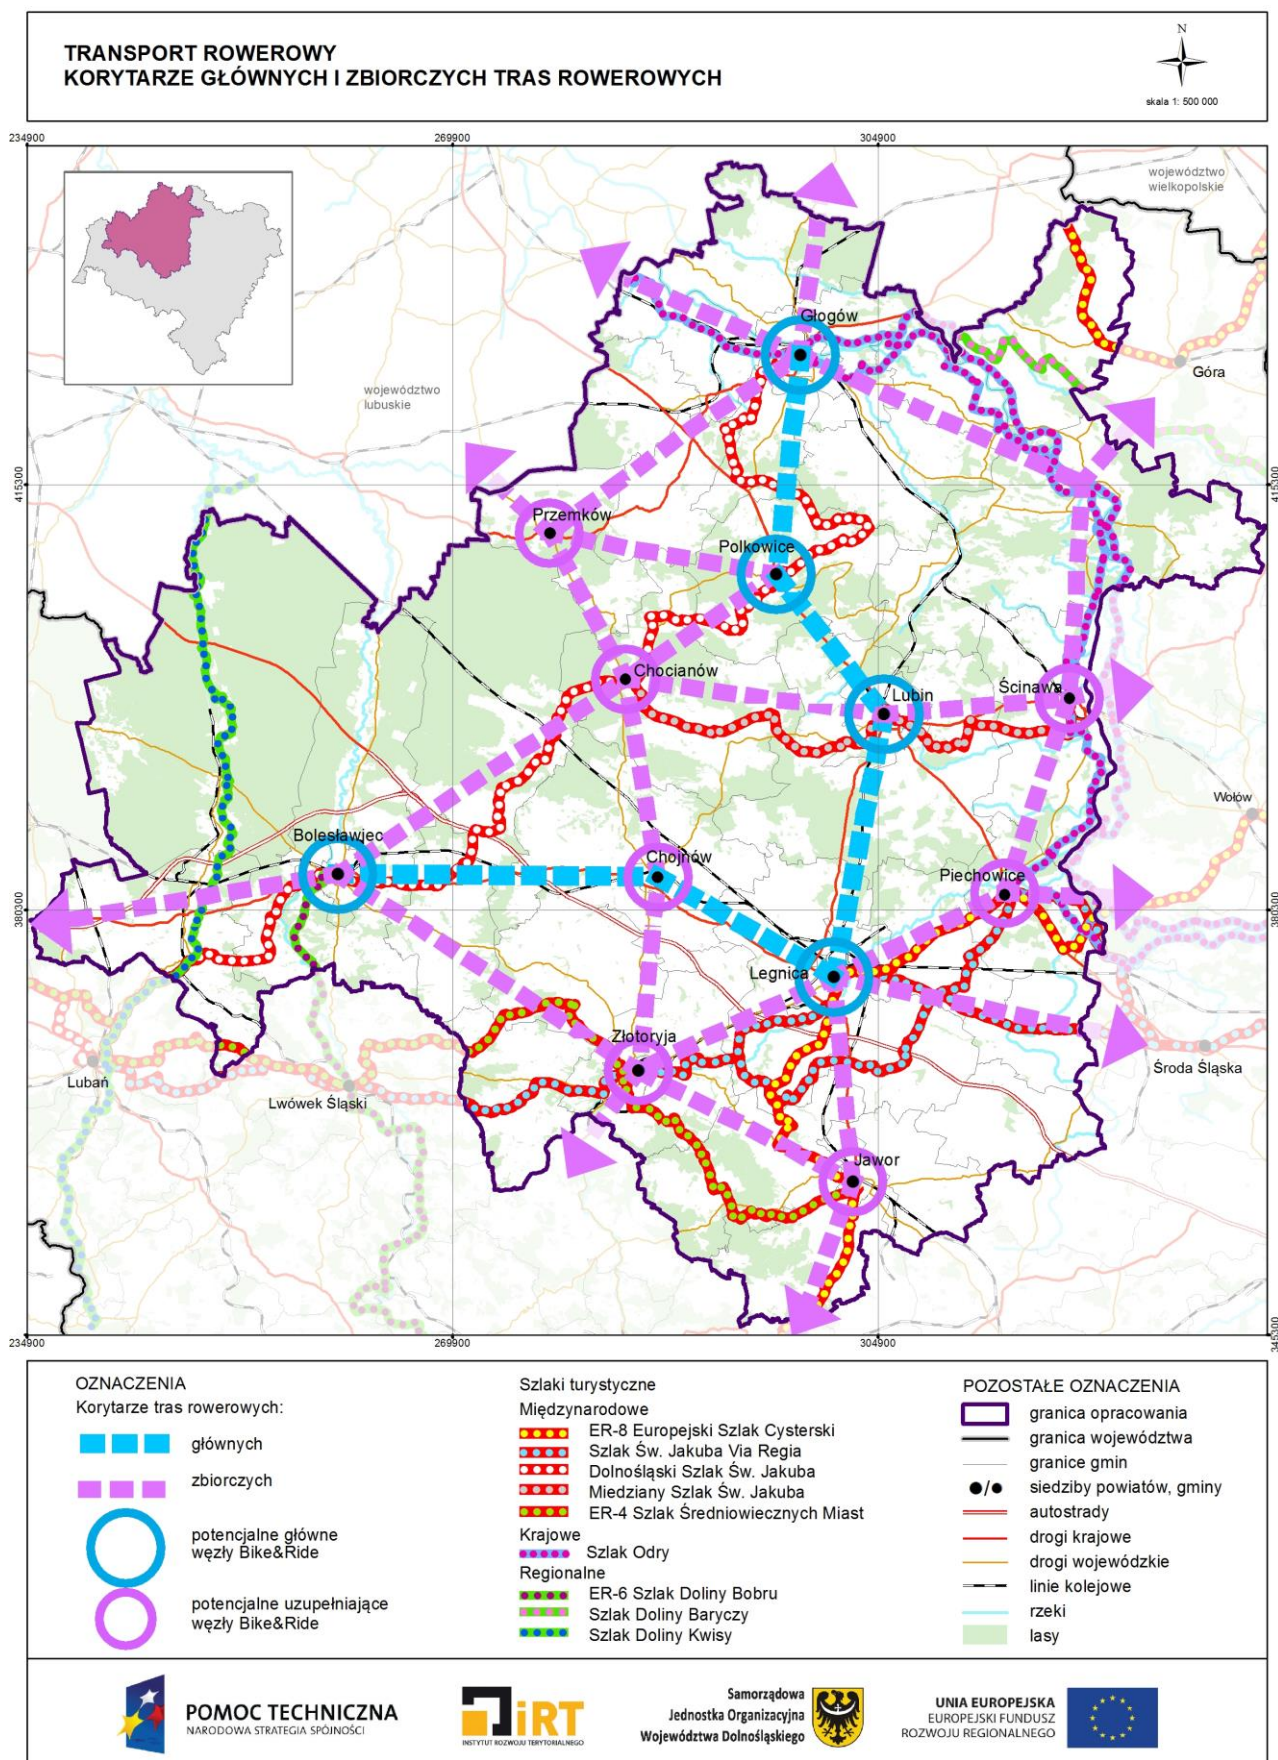 TRANSPORT ROWEROWY
KORYTARZE GŁÓWNYCH I ZBIORCZYCH TRAS ROWEROWYCH
N
skala 1: 500 000
234900
269900
304900
województwo
wielkopolskie
województwo
lubuskie
Głogów
Góra
415300
415300
Przemków
Polkowice
Chocianów
Lubin
Ścinawa
Wołów
Bolesławiec
Chojnów
Piechowice
380300
380300
Legnica
Złotoryja
Środa Śląska
Lubań
Lwówek Śląski
Jawor
345300
234900
269900
304900
OZNACZENIA
Korytarze tras rowerowych:
głównych
zbiorczych
potencjalne główne
węzły Bike&Ride
potencjalne uzupełniające
węzły Bike&Ride
Szlaki turystyczne
Międzynarodowe
ER-8 Europejski Szlak Cysterski
Szlak Św. Jakuba Via Regia
Dolnośląski Szlak Św. Jakuba
Miedziany Szlak Św. Jakuba
ER-4 Szlak Średniowiecznych Miast
Krajowe
Szlak Odry
Regionalne
ER-6 Szlak Doliny Bobru
Szlak Doliny Baryczy
Szlak Doliny Kwisy
POZOSTAŁE OZNACZENIA
granica opracowania
granica województwa
granice gmin
siedziby powiatów, gminy
autostrady
drogi krajowe
drogi wojewódzkie
linie kolejowe
rzeki
lasy
POMOC TECHNICZNA
NARODOWA STRATEGIA SPÓJNOŚCI
iRT
INSTYTUT ROZWOJU TERYTORIALNEGO
Samorządowa
Jednostka Organizacyjna
Województwa Dolnośląskiego
UNIA EUROPEJSKA
EUROPEJSKI FUNDUSZ
ROZWOJU REGIONALNEGO